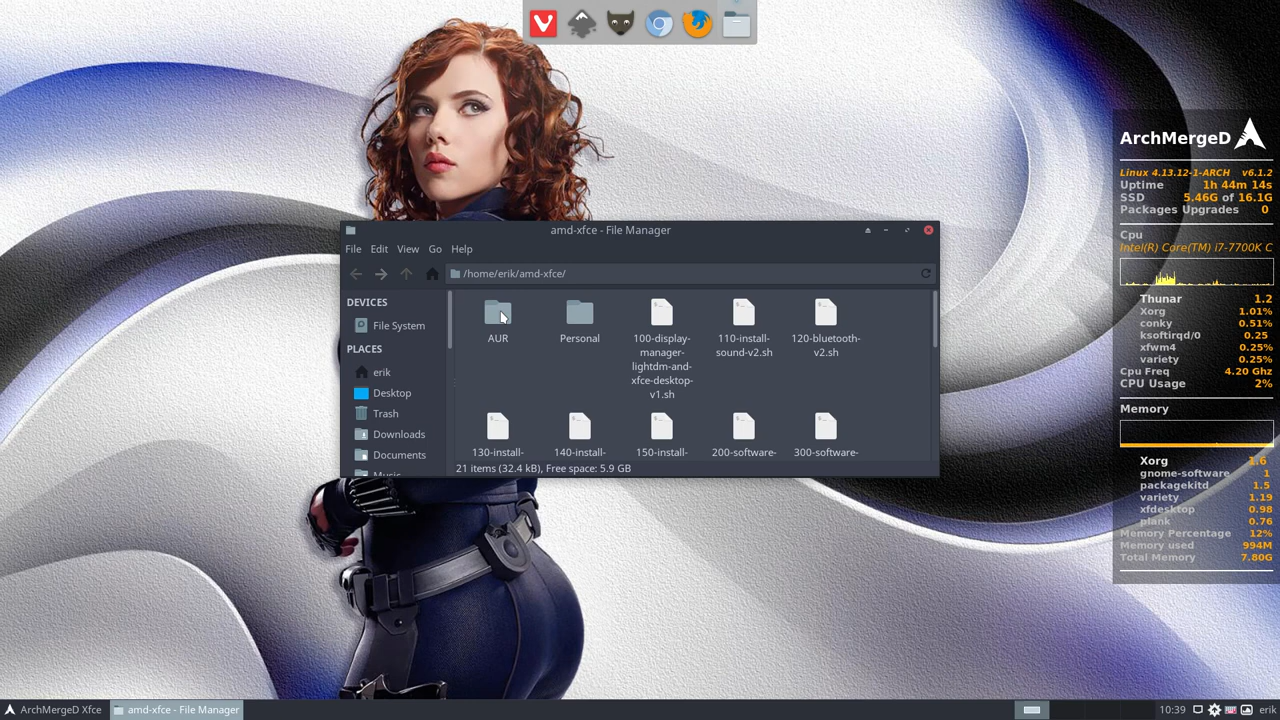 amd-xfce - File Manager
File Edit View Go Help
/home/erik/amd-xfce/
DEVICES
File System
PLACES
erik
Desktop
Trash
Downloads
Documents
Music
AUR
Personal
100-display-
manager-
lightdm-and-
xfce-desktop-
v1.sh
110-install-
sound-v2.sh
120-bluetooth-
v2.sh
130-install-
140-install-
150-install-
200-software-
300-software-
21 items (32.4 kB), Free space: 5.9 GB
ArchMergeD
Linux 4.13.12-1-ARCH v6.1.2
Uptime 1h 44m 14s
SSD 5.46G of 16.1G
Packages Upgrades 0
Cpu
Intel(R) Core(TM) i7-7700K C
Thunar 1.2
Xorg 1.01%
conky 0.51%
ksoftirqd/0 0.25
xfwm4 0.25%
variety 0.25%
Cpu Freq 4.20 Ghz
CPU Usage 2%
Memory
Xorg 1.6
gnome-software 1
packagekitd 1.5
variety 1.19
xfdesktop 0.98
plank 0.76
Memory Percentage 12%
Memory used 994M
Total Memory 7.80G
ArchMergeD Xfce
amd-xfce - File Manager
10:39
erik